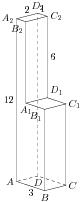 A₂ 2 D₂ C₂
B₂
6
12
A₁ B₁ D₁ C₁
A D C
3 B